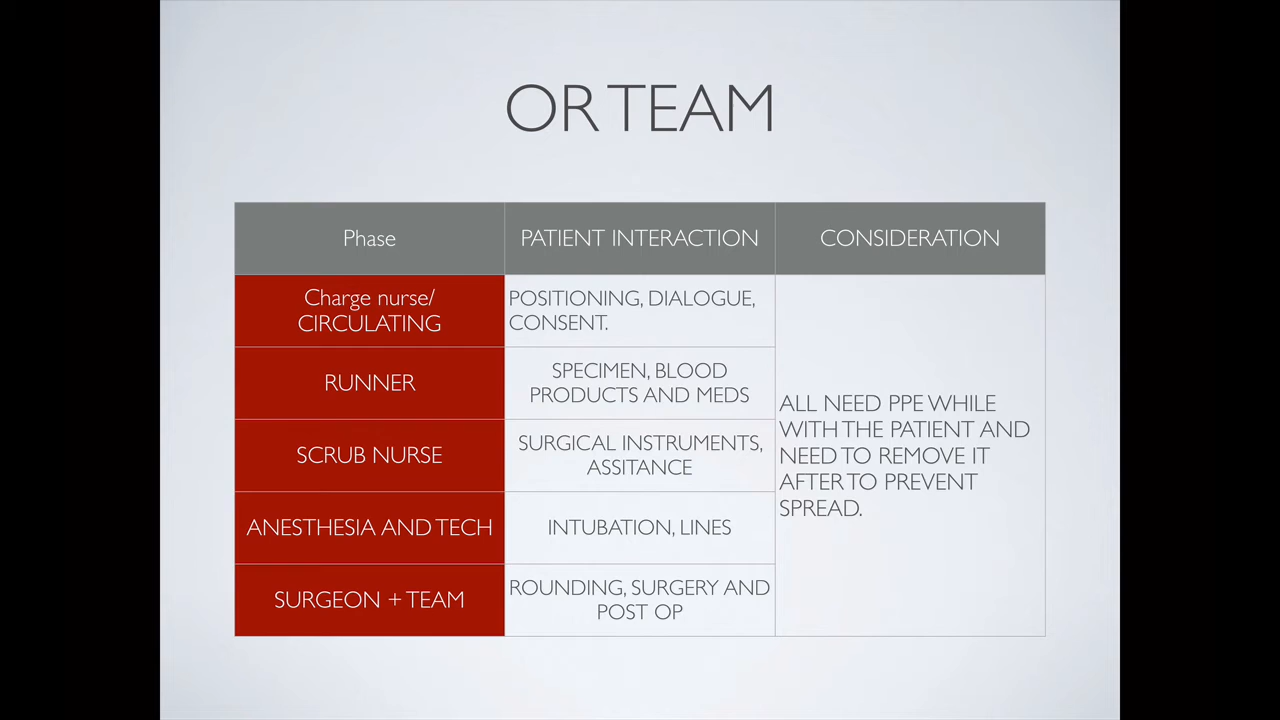 OR TEAM
Phase
PATIENT INTERACTION
CONSIDERATION
Charge nurse/
CIRCULATING
POSITIONING, DIALOGUE,
CONSENT.
RUNNER
SPECIMEN, BLOOD
PRODUCTS AND MEDS
SCRUB NURSE
SURGICAL INSTRUMENTS,
ASSITANCE
ANESTHESIA AND TECH
INTUBATION, LINES
SURGEON + TEAM
ROUNDING, SURGERY AND
POST OP
ALL NEED PPE WHILE
WITH THE PATIENT AND
NEED TO REMOVE IT
AFTER TO PREVENT
SPREAD.